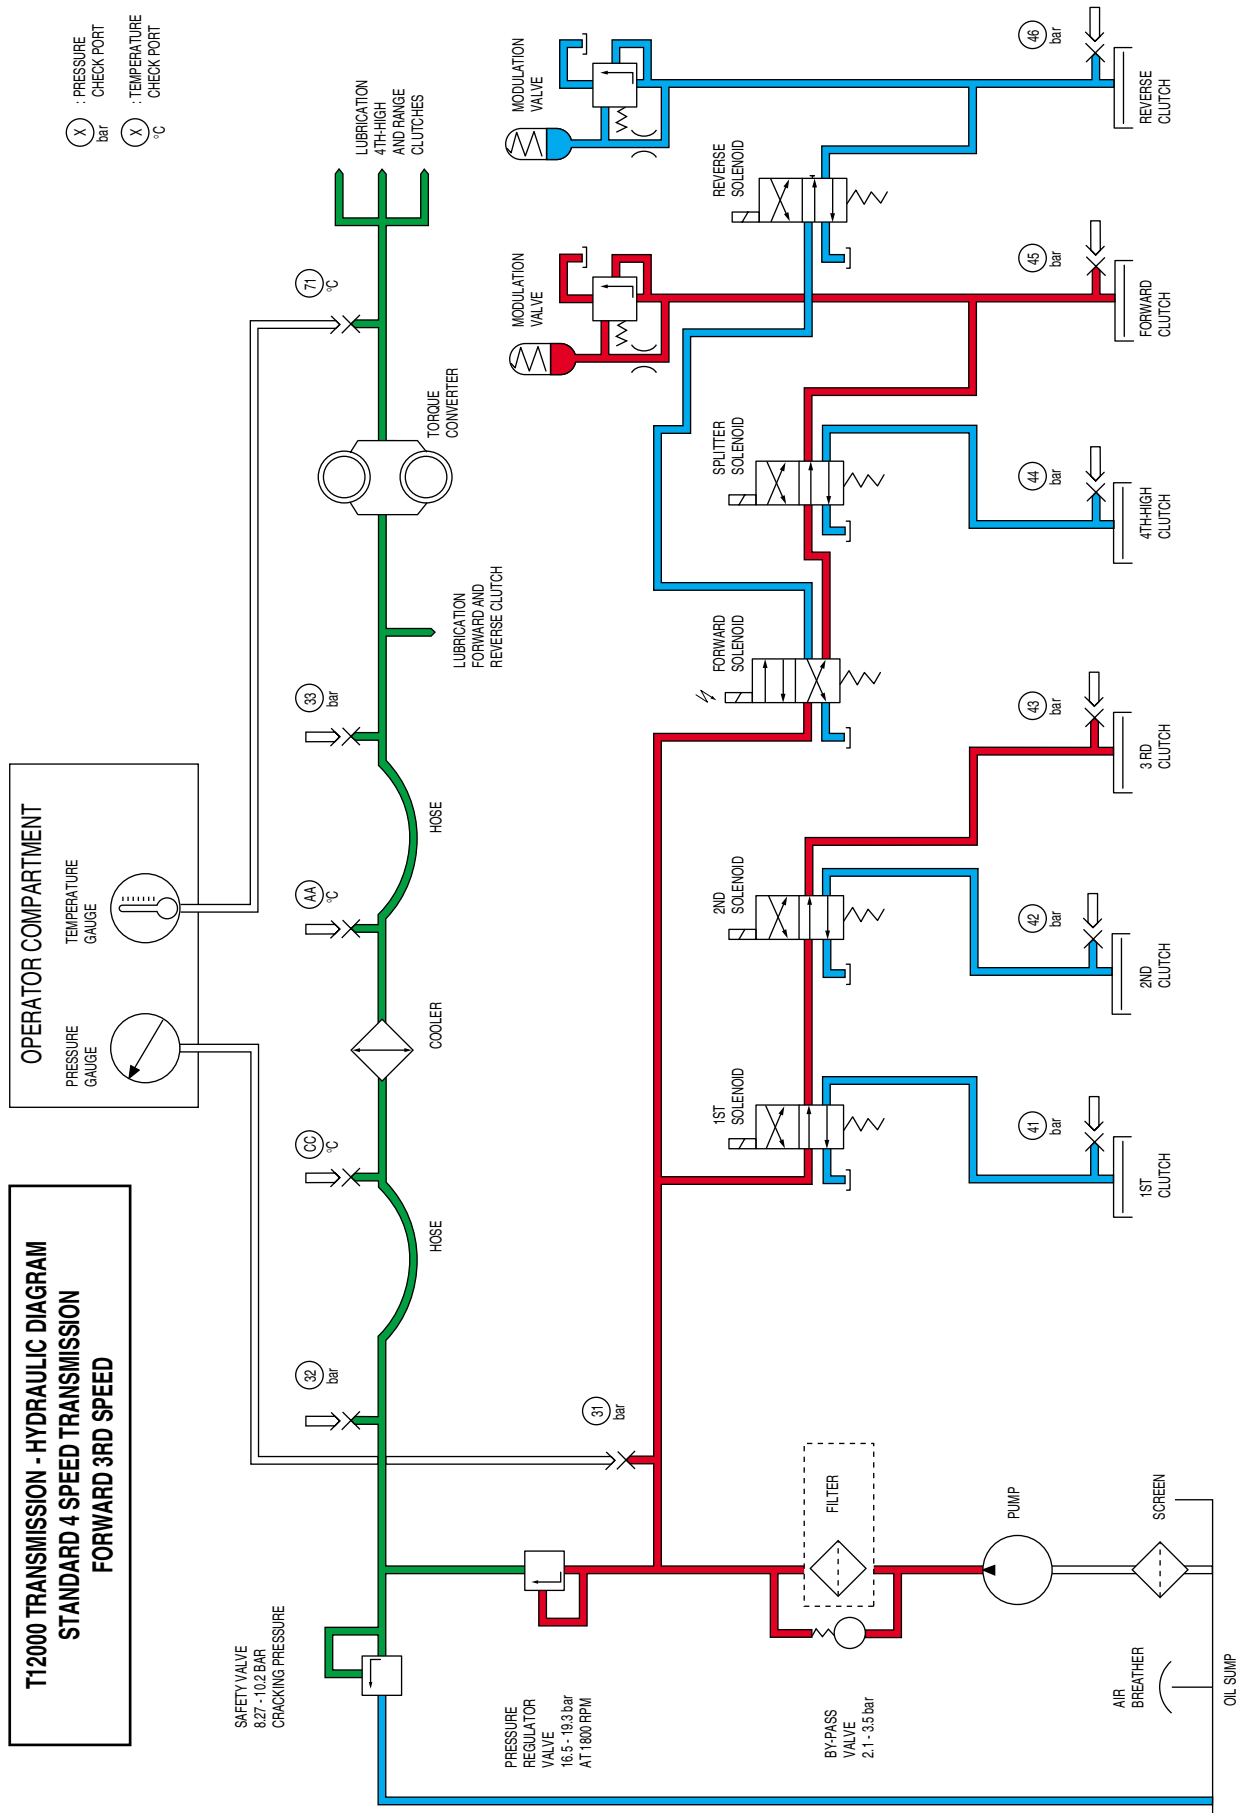 T12000 TRANSMISSION - HYDRAULIC DIAGRAM
STANDARD 4 SPEED TRANSMISSION
FORWARD 3RD SPEED
OPERATOR COMPARTMENT
PRESSURE
GAUGE
TEMPERATURE
GAUGE
X
bar
: PRESSURE
CHECK PORT
X
°C
: TEMPERATURE
CHECK PORT
SAFETY VALVE
8.27 - 10.2 BAR
CRACKING PRESSURE
32
bar
HOSE
CC
°C
COOLER
AA
°C
HOSE
33
bar
LUBRICATION
FORWARD AND
REVERSE CLUTCH
TORQUE
CONVERTER
71
°C
LUBRICATION
4TH-HIGH
AND RANGE
CLUTCHES
PRESSURE
REGULATOR
VALVE
16.5 - 19.3 bar
AT 1800 RPM
31
bar
MODULATION
VALVE
MODULATION
VALVE
1ST
SOLENOID
2ND
SOLENOID
FORWARD
SOLENOID
SPLITTER
SOLENOID
REVERSE
SOLENOID
BY-PASS
VALVE
2.1 - 3.5 bar
FILTER
PUMP
SCREEN
AIR
BREATHER
OIL SUMP
41
bar
42
bar
43
bar
44
bar
45
bar
46
bar
1ST
CLUTCH
2ND
CLUTCH
3 RD
CLUTCH
4TH-HIGH
CLUTCH
FORWARD
CLUTCH
REVERSE
CLUTCH